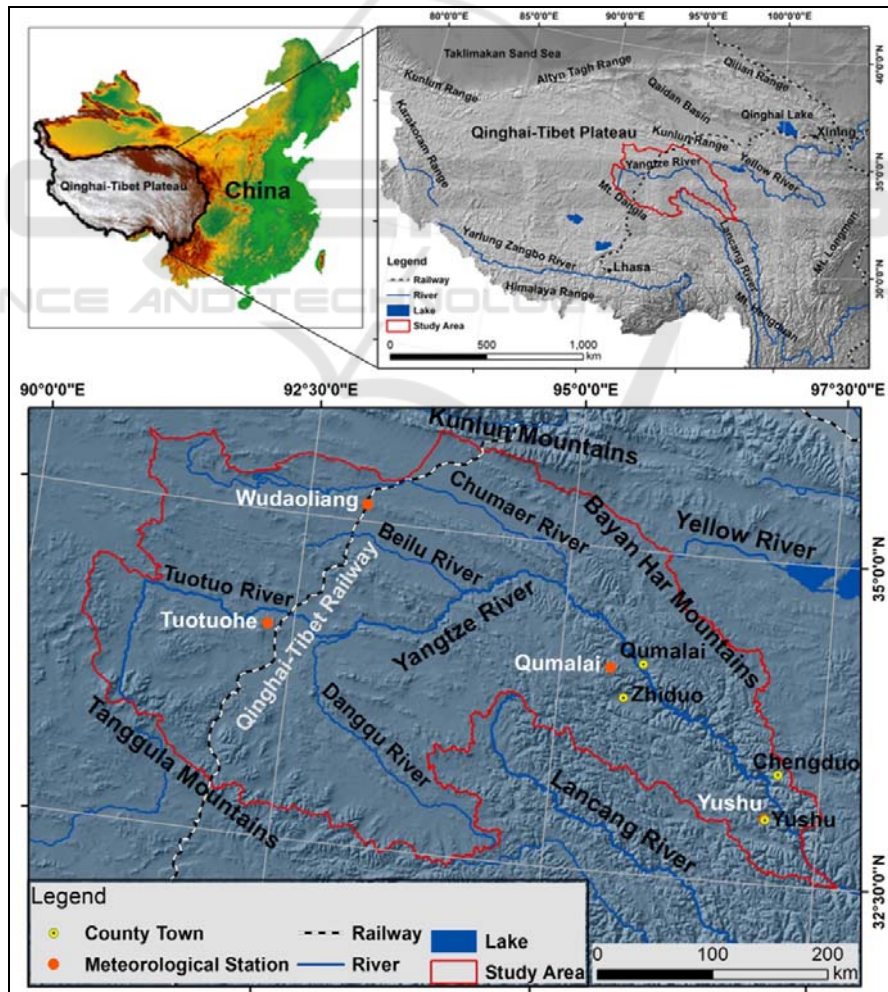 80°0'0"E 85°0'0"E 90°0'0"E 95°0'0"E 100°0'0"E
Taklimakan Sand Sea
Altyn Tagh Range
Qilian Range
40°0'0"N
Kunlun Range
Qaidan Basin
Qinghai Lake
Karakoram Range
Qinghai-Tibet Plateau
Kunlun Range
Xining
Qinghai-Tibet Plateau
China
Yangtze River
Yellow River
35°0'0"N
Mt. Dangla
Lancang River
Yarlung Zangbo River
Mt. Longmen
Legend
Railway
Lhasa
River
Himalaya Range
Mt. Hengduan
30°0'0"N
Lake
Study Area
0 500 1,000
km
ENCE AND TECHNOLOG
90°0'0"E 92°30'0"E 95°0'0"E 97°30'0"E
Kunlun Mountains
Wudaoliang
Chumaer River
Bayan Har Mountains
Yellow River
Beilu River
35°0'0"N
Tuotuo River
Qinghai-Tibet Railway
Tuotuohe
Yangtze River
Qumalai
Qumalai
Zhiduo
Dangqu River
Tanggula Mountains
Chengduo
Lancang River
Yushu
Yushu
32°30'0"N
Legend
County Town
Railway
Lake
Meteorological Station
River
Study Area
0 100 200
km